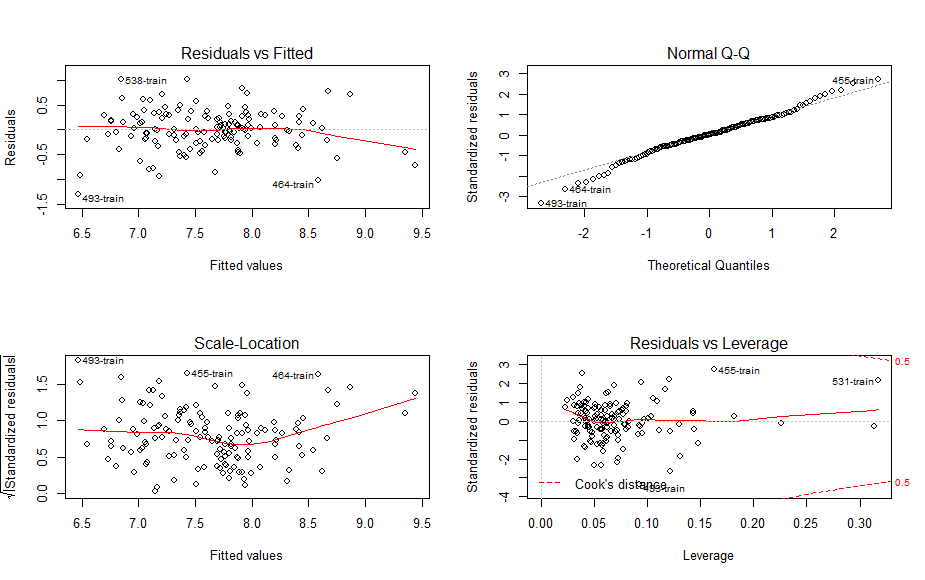 Residuals vs Fitted
Residuals
-1.5 -0.5 0.5
538-train
464-train
493-train
6.5 7.0 7.5 8.0 8.5 9.0 9.5
Fitted values
Normal Q-Q
Standardized residuals
-3 -1 0 1 2 3
455-train
464-train
493-train
-2 -1 0 1 2
Theoretical Quantiles
Scale-Location
√|Standardized residuals|
0.0 0.5 1.0 1.5
493-train
455-train
464-train
6.5 7.0 7.5 8.0 8.5 9.0 9.5
Fitted values
Residuals vs Leverage
Standardized residuals
-4 -2 0 1 2 3
455-train
531-train
0.5
0.5
Cook's distance
493-train
0.00 0.05 0.10 0.15 0.20 0.25 0.30
Leverage